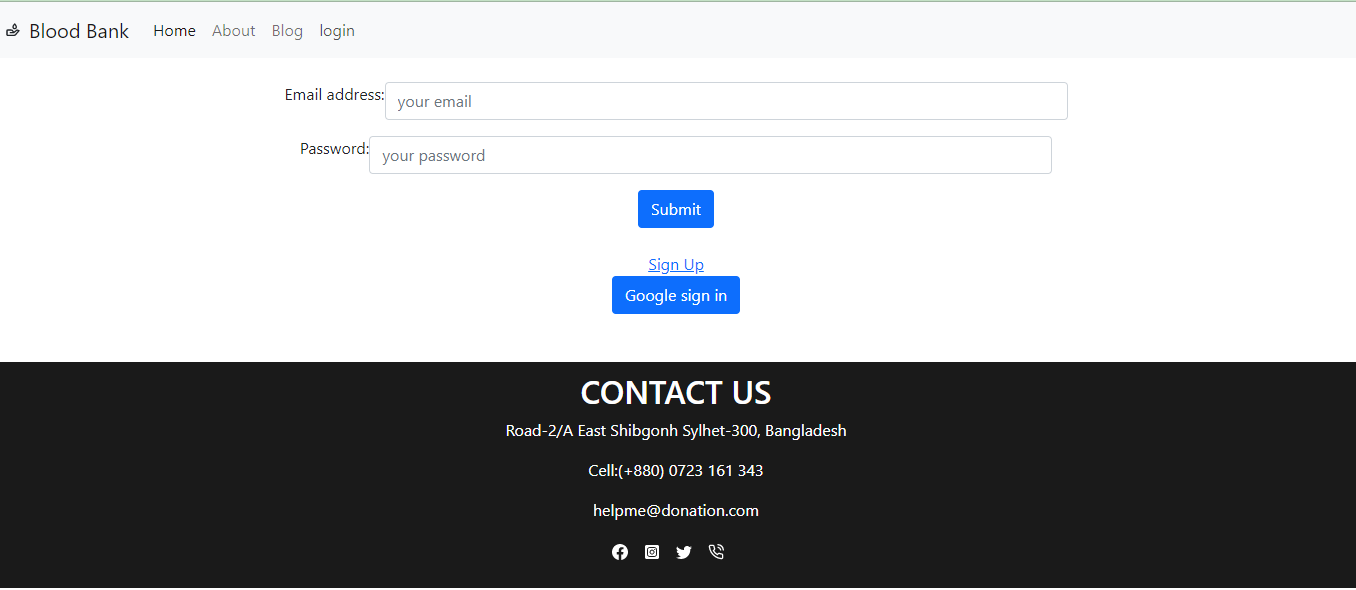 Blood Bank Home About Blog login
Email address: your email
Password: your password
Submit
Sign Up
Google sign in
CONTACT US
Road-2/A East Shibgonh Sylhet-300, Bangladesh
Cell:(+880) 0723 161 343
helpme@donation.com